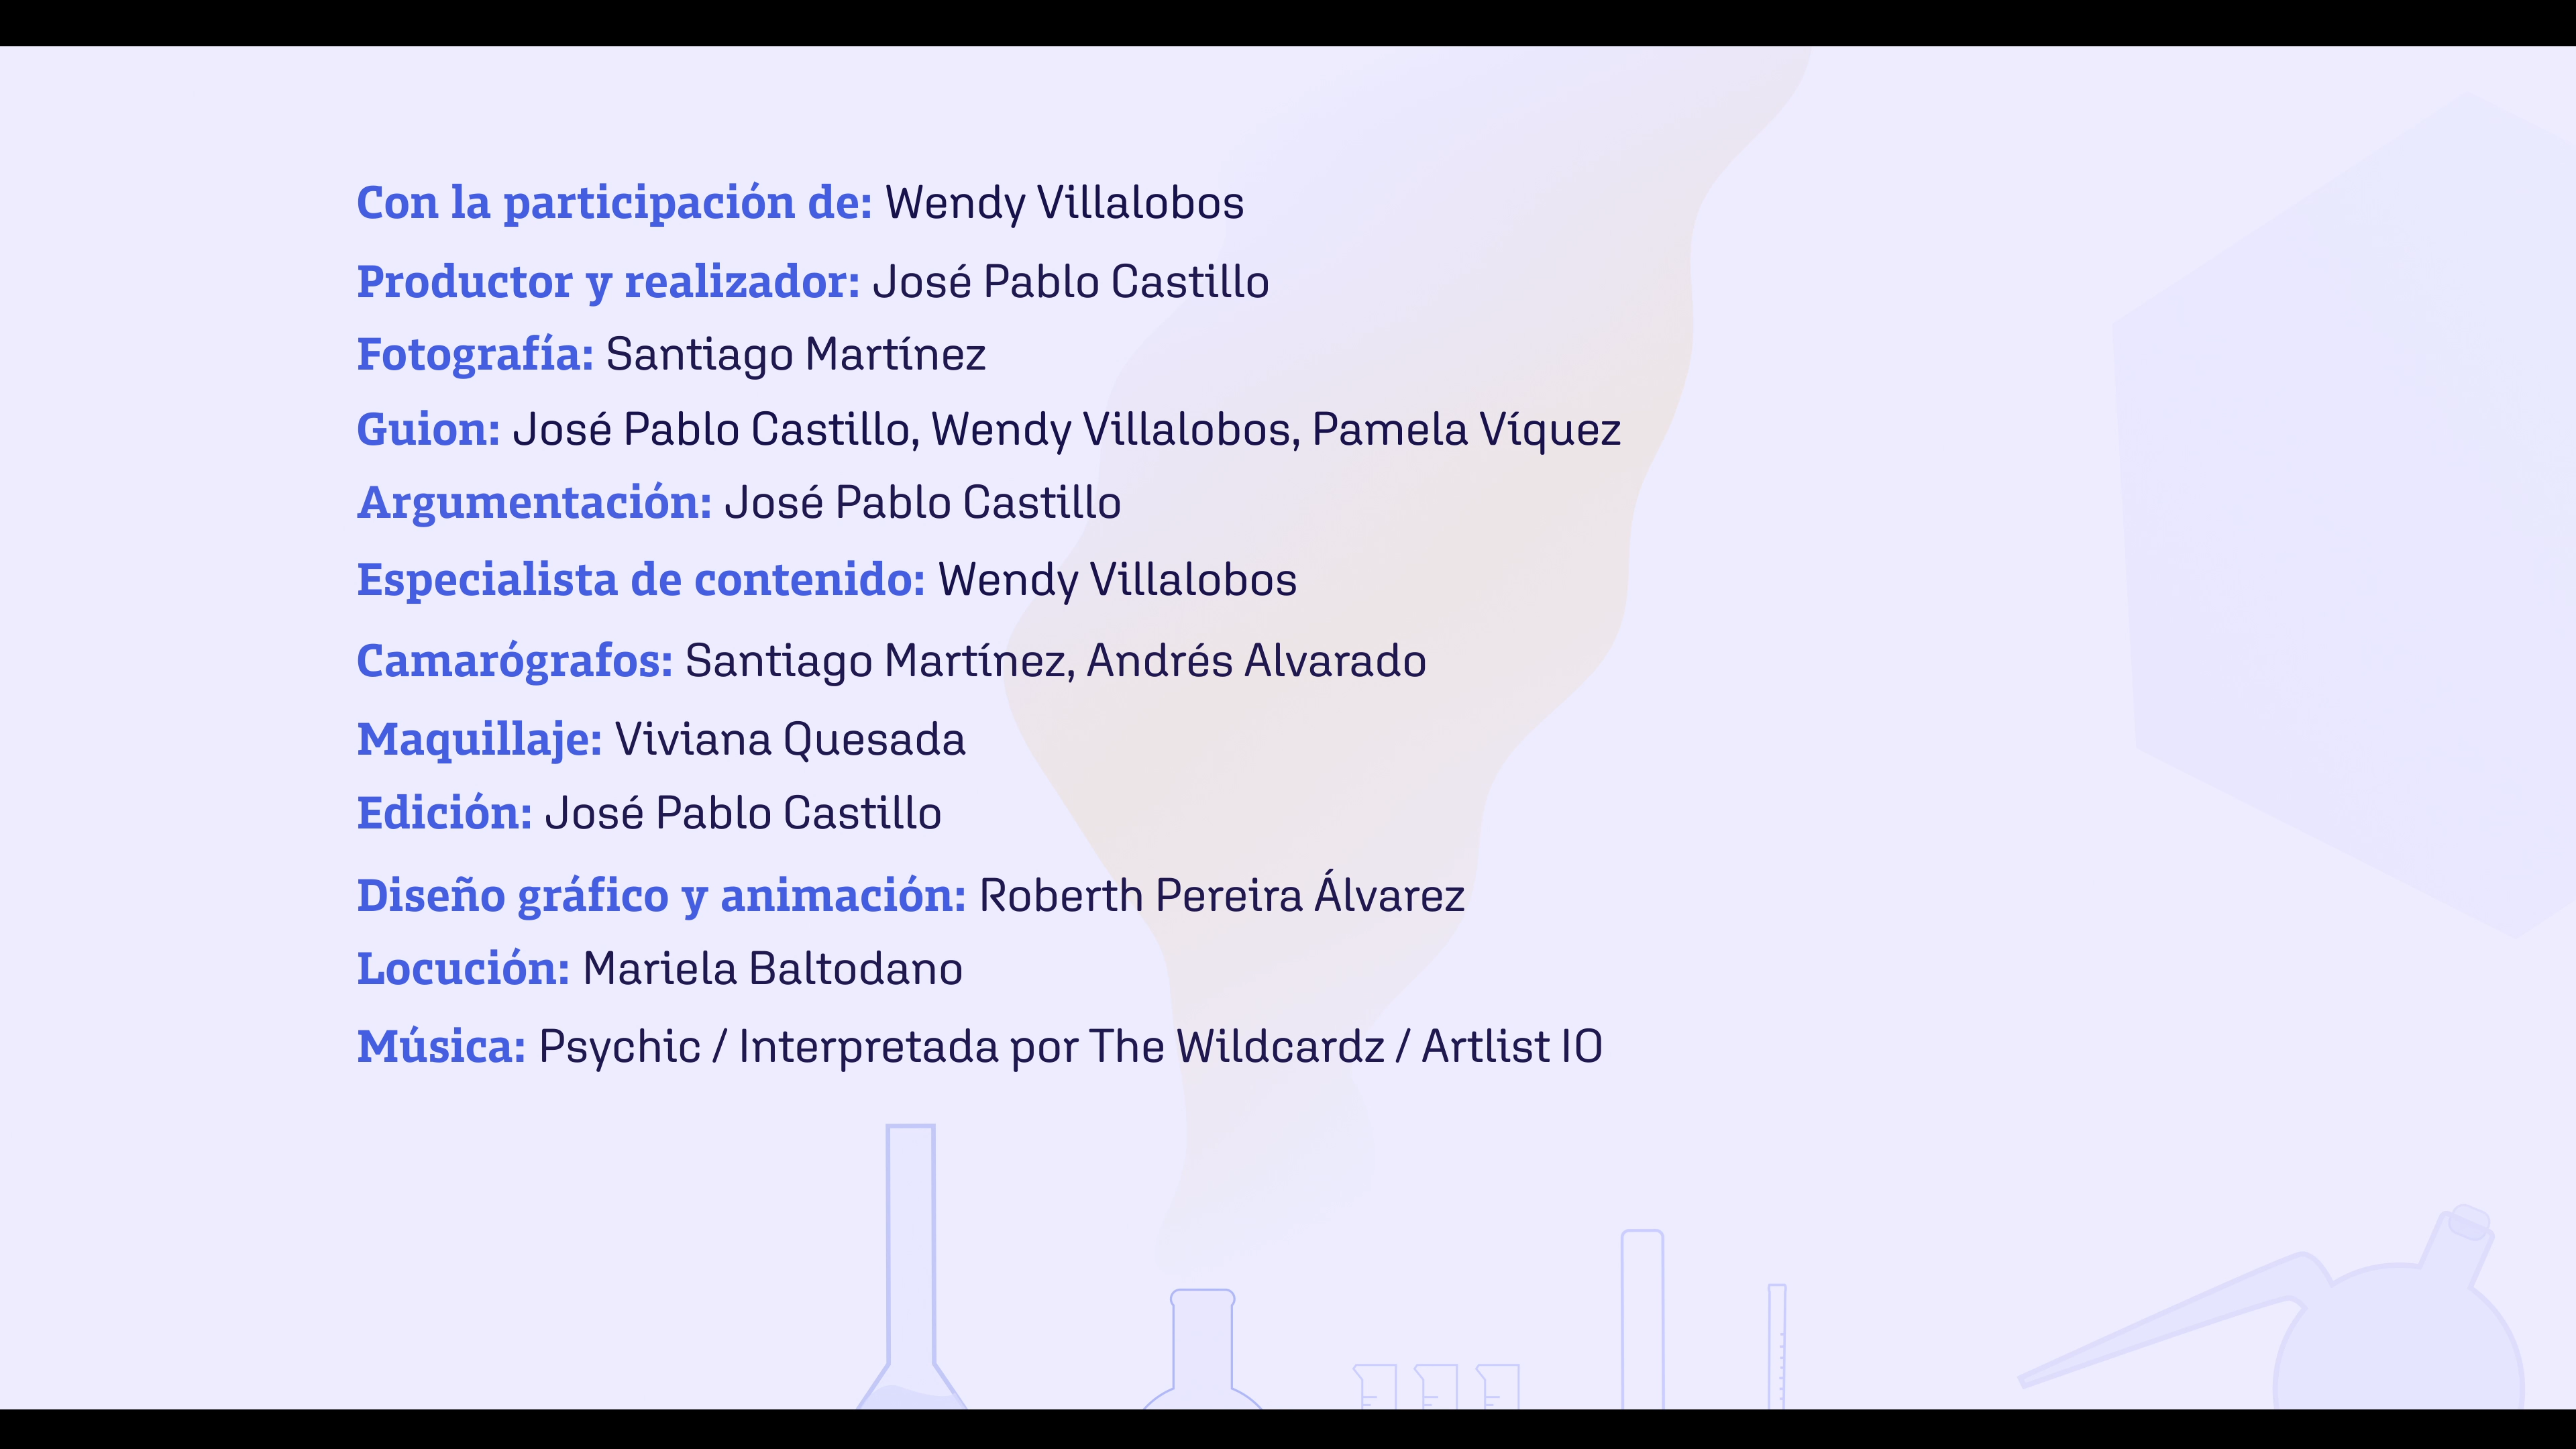 Con la participación de: Wendy Villalobos
Productor y realizador: José Pablo Castillo
Fotografía: Santiago Martínez
Guion: José Pablo Castillo, Wendy Villalobos, Pamela Víquez
Argumentación: José Pablo Castillo
Especialista de contenido: Wendy Villalobos
Camarógrafos: Santiago Martínez, Andrés Alvarado
Maquillaje: Viviana Quesada
Edición: José Pablo Castillo
Diseño gráfico y animación: Roberth Pereira Álvarez
Locución: Mariela Baltodano
Música: Psychic / Interpretada por The Wildcardz / Artlist IO